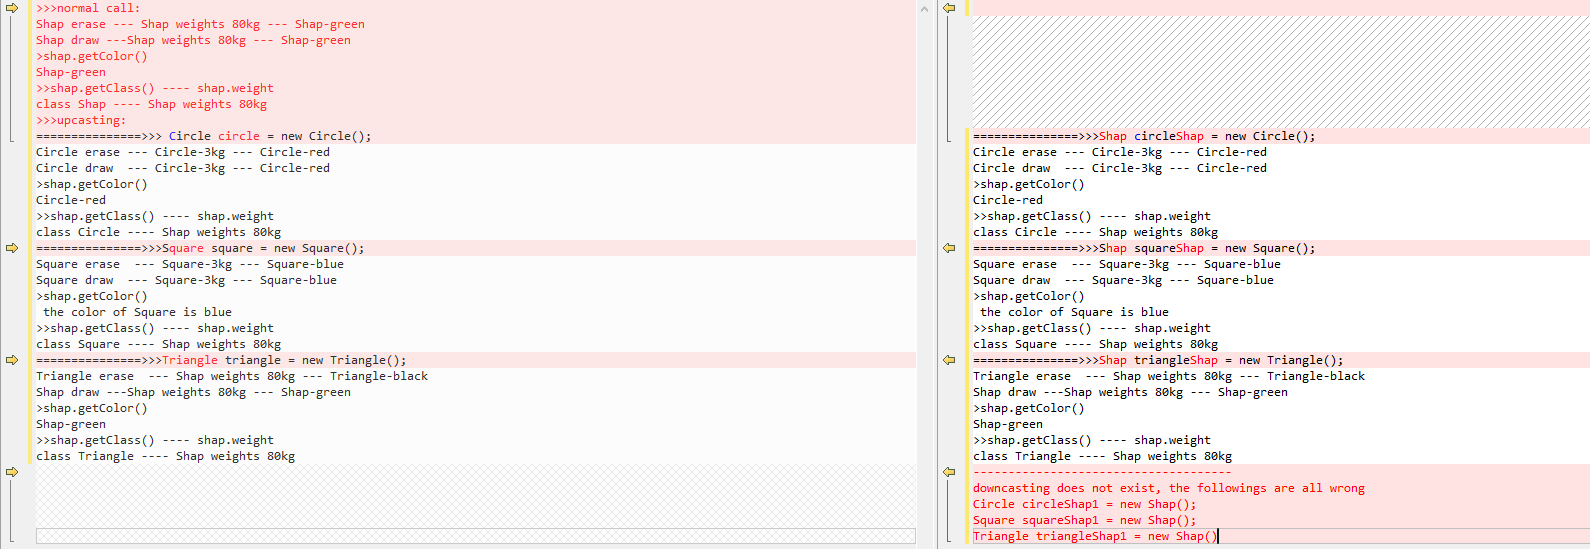 >>>normal call:
Shap erase --- Shap weights 80kg --- Shap-green
Shap draw ---Shap weights 80kg --- Shap-green
>shap.getColor()
Shap-green
>>shap.getClass() ---- shap.weight
class Shap ---- Shap weights 80kg
>>>upcasting:
===============>>> Circle circle = new Circle();
Circle erase --- Circle-3kg --- Circle-red
Circle draw  --- Circle-3kg --- Circle-red
>shap.getColor()
Circle-red
>>shap.getClass() ---- shap.weight
class Circle ---- Shap weights 80kg
===============>>>Square square = new Square();
Square erase  --- Square-3kg --- Square-blue
Square draw  --- Square-3kg --- Square-blue
>shap.getColor()
 the color of Square is blue
>>shap.getClass() ---- shap.weight
class Square ---- Shap weights 80kg
===============>>>Triangle triangle = new Triangle();
Triangle erase  --- Shap weights 80kg --- Triangle-black
Shap draw ---Shap weights 80kg --- Shap-green
>shap.getColor()
Shap-green
>>shap.getClass() ---- shap.weight
class Triangle ---- Shap weights 80kg
===============>>>Shap circleShap = new Circle();
Circle erase --- Circle-3kg --- Circle-red
Circle draw  --- Circle-3kg --- Circle-red
>shap.getColor()
Circle-red
>>shap.getClass() ---- shap.weight
class Circle ---- Shap weights 80kg
===============>>>Shap squareShap = new Square();
Square erase  --- Square-3kg --- Square-blue
Square draw  --- Square-3kg --- Square-blue
>shap.getColor()
 the color of Square is blue
>>shap.getClass() ---- shap.weight
class Square ---- Shap weights 80kg
===============>>>Shap triangleShap = new Triangle();
Triangle erase  --- Shap weights 80kg --- Triangle-black
Shap draw ---Shap weights 80kg --- Shap-green
>shap.getColor()
Shap-green
>>shap.getClass() ---- shap.weight
class Triangle ---- Shap weights 80kg
-------------------------------------
downcasting does not exist, the followings are all wrong
Circle circleShap1 = new Shap();
Square squareShap1 = new Shap();
Triangle triangleShap1 = new Shap()